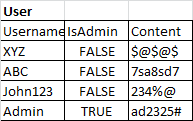 User
Username IsAdmin Content
XYZ FALSE $@$@$
ABC FALSE 7sa8sd7
John123 FALSE 234%@
Admin TRUE ad2325#